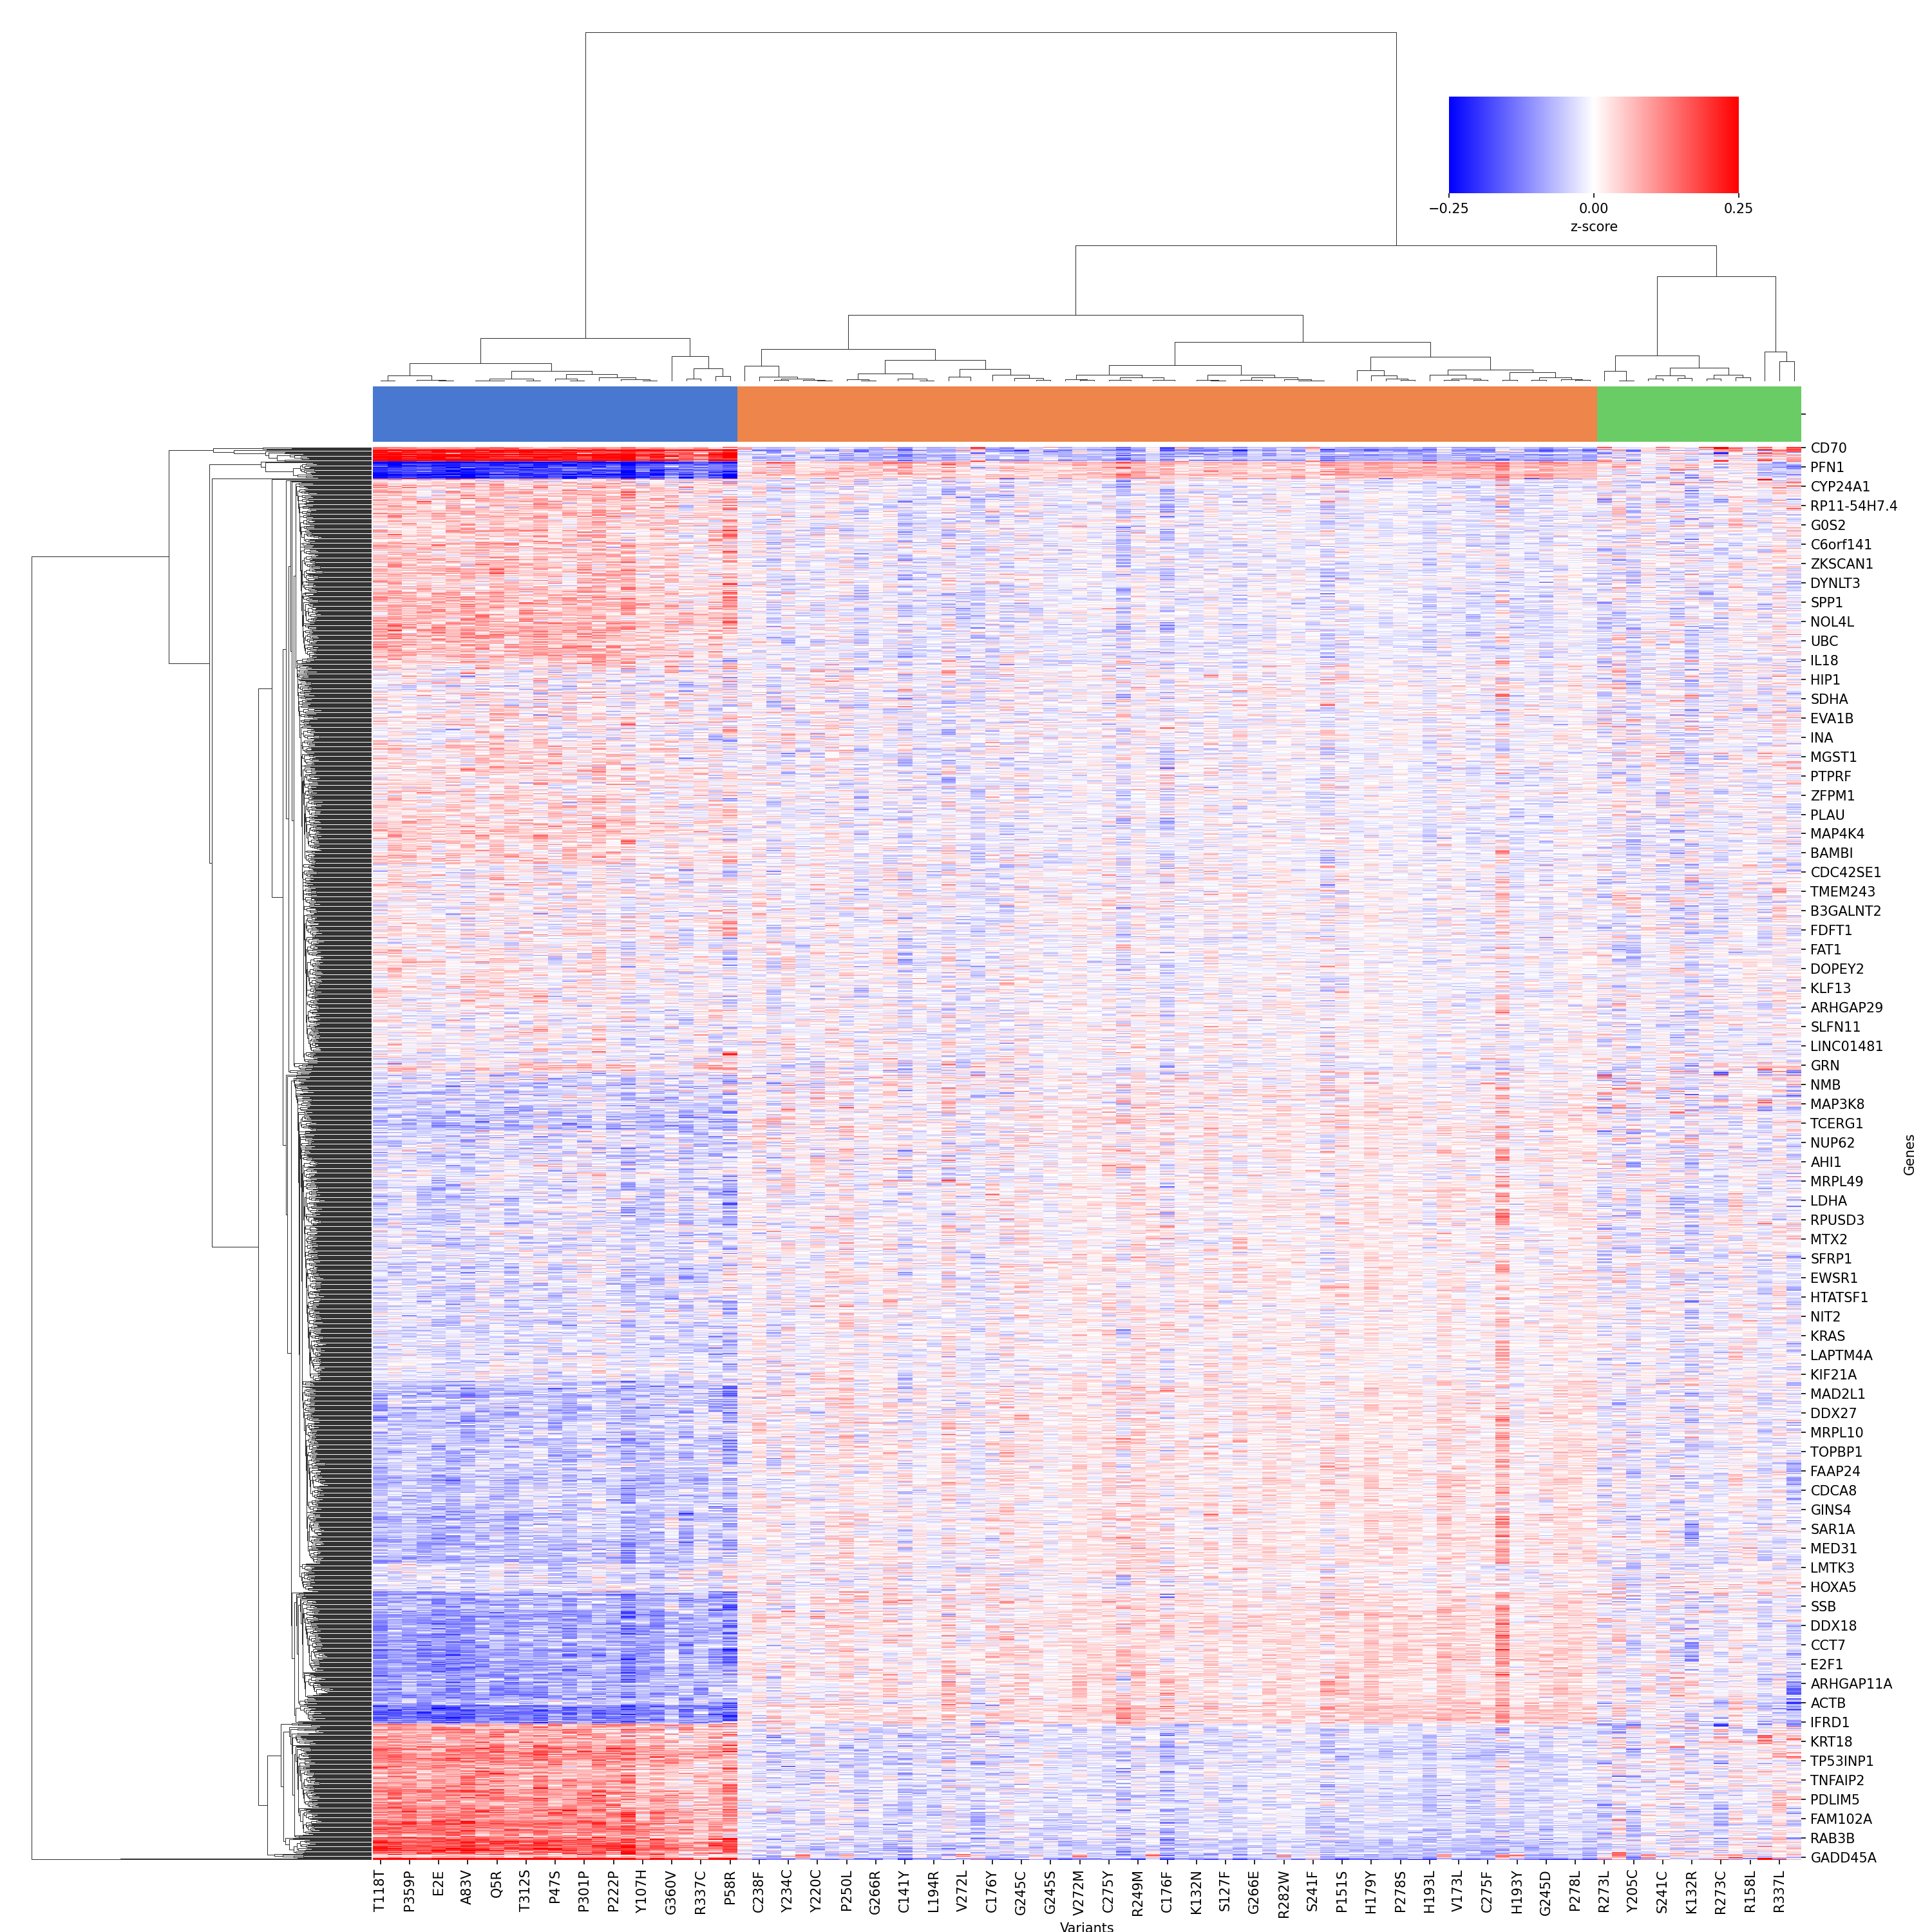 −0.25
0.00
0.25
z-score
CD70
PFN1
CYP24A1
RP11-54H7.4
G0S2
C6orf141
ZKSCAN1
DYNLT3
SPP1
NOL4L
UBC
IL18
HIP1
SDHA
EVA1B
INA
MGST1
PTPRF
ZFPM1
PLAU
MAP4K4
BAMBI
CDC42SE1
TMEM243
B3GALNT2
FDFT1
FAT1
DOPEY2
KLF13
ARHGAP29
SLFN11
LINC01481
GRN
NMB
MAP3K8
TCERG1
NUP62
AHI1
MRPL49
LDHA
RPUSD3
MTX2
SFRP1
EWSR1
HTATSF1
NIT2
KRAS
LAPTM4A
KIF21A
MAD2L1
DDX27
MRPL10
TOPBP1
FAAP24
CDCA8
GINS4
SAR1A
MED31
LMTK3
HOXA5
SSB
DDX18
CCT7
E2F1
ARHGAP11A
ACTB
IFRD1
KRT18
TP53INP1
TNFAIP2
PDLIM5
FAM102A
RAB3B
GADD45A
Genes
T118T
P359P
E2E
A83V
Q5R
T312S
P47S
P301P
P222P
Y107H
G360V
R337C
P58R
C238F
Y234C
Y220C
P250L
G266R
C141Y
L194R
V272L
C176Y
G245C
G245S
V272M
C275Y
R249M
C176F
K132N
S127F
G266E
R282W
S241F
P151S
H179Y
P278S
H193L
V173L
C275F
H193Y
G245D
P278L
R273L
Y205C
S241C
K132R
R273C
R158L
R337L
Variants